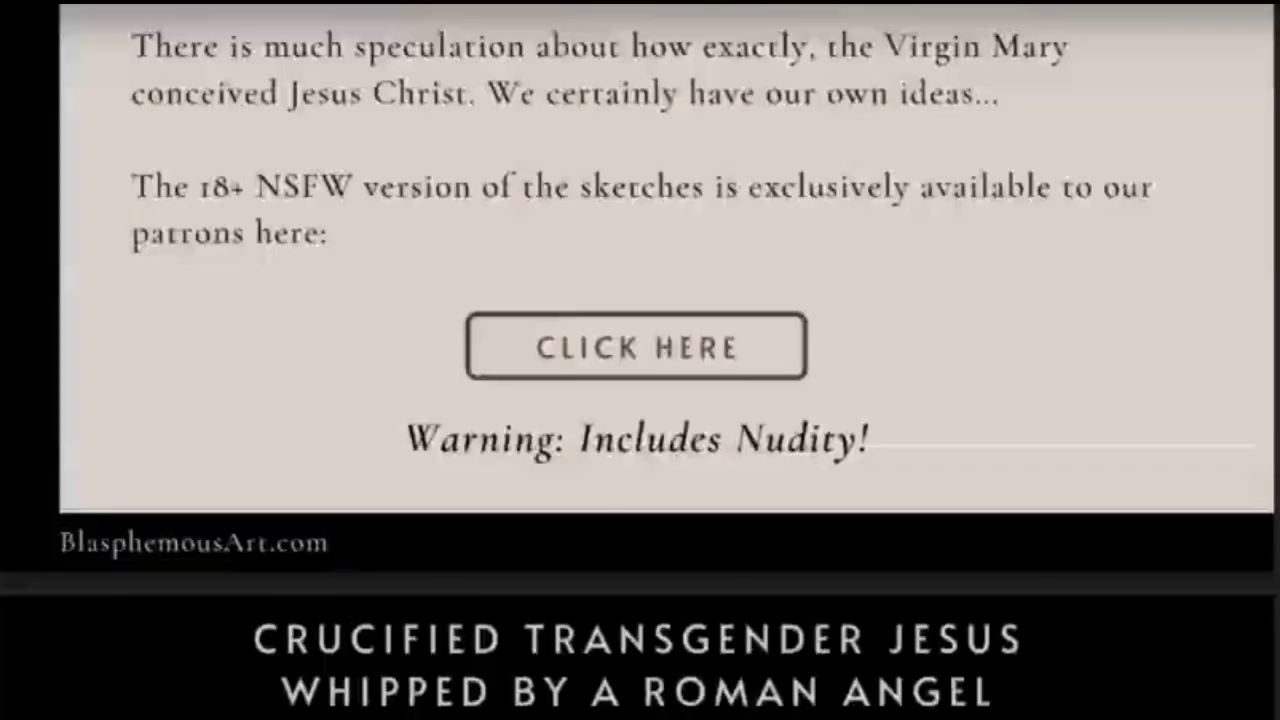 There is much speculation about how exactly, the Virgin Mary
conceived Jesus Christ. We certainly have our own ideas...
The 18+ NSFW version of the sketches is exclusively available to our
patrons here:
CLICK HERE
Warning: Includes Nudity!
BlasphemousArt.com
CRUCIFIED TRANSGENDER JESUS
WHIPPED BY A ROMAN ANGEL